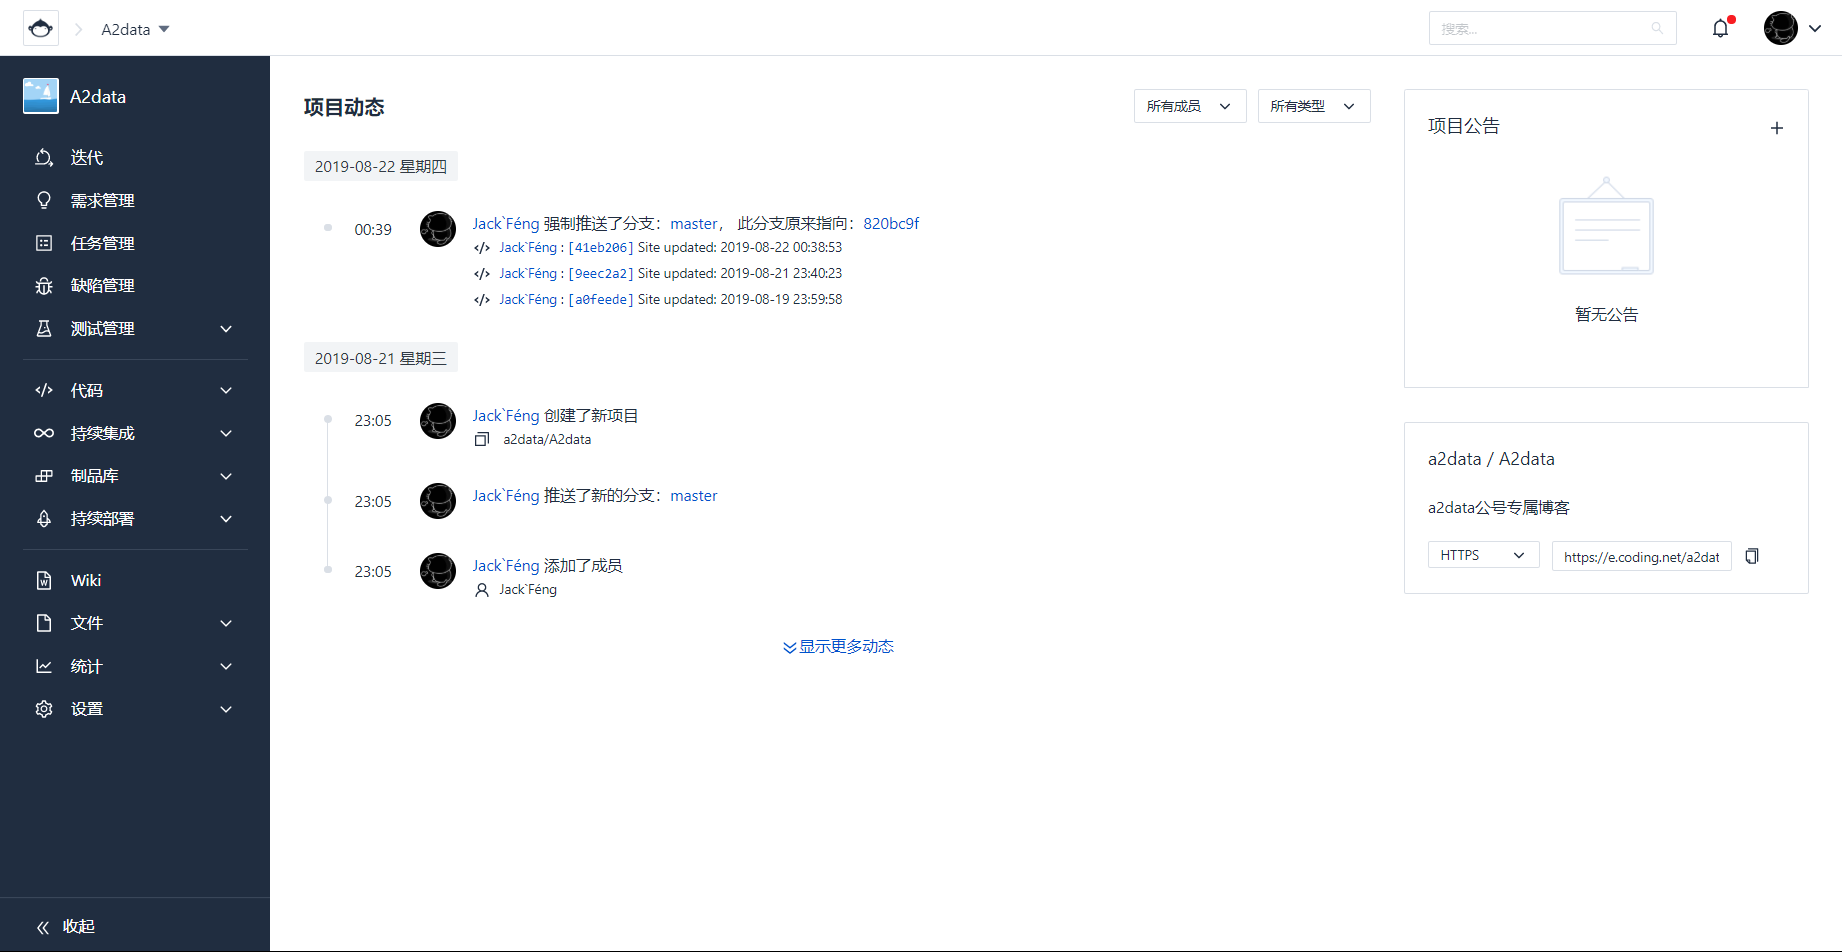 A2data
搜索...
A2data
迭代
需求管理
任务管理
缺陷管理
测试管理
代码
持续集成
制品库
持续部署
Wiki
文件
统计
设置
收起
项目动态
所有成员
所有类型
2019-08-22 星期四
00:39
Jack`Féng 强制推送了分支：master， 此分支原来指向：820bc9f
Jack`Féng : [41eb206] Site updated: 2019-08-22 00:38:53
Jack`Féng : [9eec2a2] Site updated: 2019-08-21 23:40:23
Jack`Féng : [a0feede] Site updated: 2019-08-19 23:59:58
2019-08-21 星期三
23:05
Jack`Féng 创建了新项目
a2data/A2data
23:05
Jack`Féng 推送了新的分支：master
23:05
Jack`Féng 添加了成员
Jack`Féng
显示更多动态
项目公告
暂无公告
a2data / A2data
a2data公号专属博客
HTTPS
https://e.coding.net/a2dat